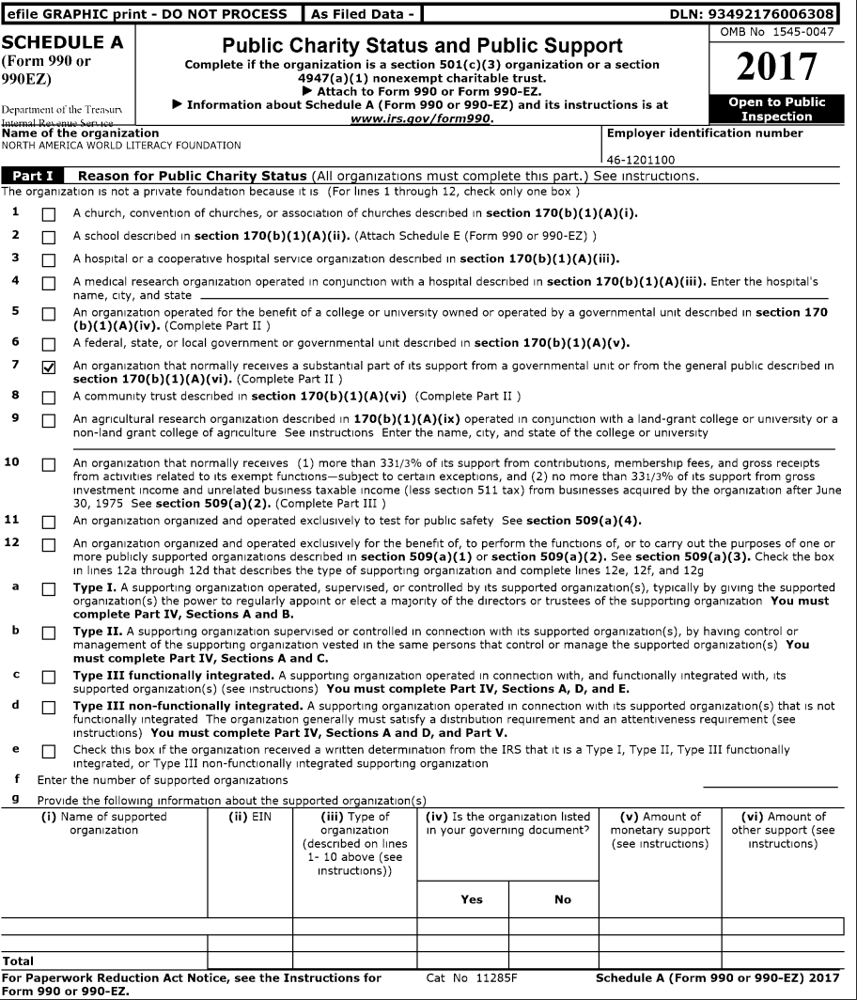 efile GRAPHIC print - DO NOT PROCESS As Filed Data - DLN: 93492176006308
SCHEDULE A
(Form 990 or
990EZ)
Department of the Treasury
Internal Revenue Service
Public Charity Status and Public Support
Complete if the organization is a section 501(c)(3) organization or a section
4947(a)(1) nonexempt charitable trust.
▶ Attach to Form 990 or Form 990-EZ.
▶ Information about Schedule A (Form 990 or 990-EZ) and its instructions is at
www.irs.gov/form990.
OMB No 1545-0047
2017
Open to Public
Inspection
Name of the organization
NORTH AMERICA WORLD LITERACY FOUNDATION
Employer identification number
46-1201100
Part I Reason for Public Charity Status (All organizations must complete this part.) See instructions.
The organization is not a private foundation because it is (For lines 1 through 12, check only one box )
1 A church, convention of churches, or association of churches described in section 170(b)(1)(A)(i).
2 A school described in section 170(b)(1)(A)(ii). (Attach Schedule E (Form 990 or 990-EZ) )
3 A hospital or a cooperative hospital service organization described in section 170(b)(1)(A)(iii).
4 A medical research organization operated in conjunction with a hospital described in section 170(b)(1)(A)(iii). Enter the hospital's
name, city, and state
5 An organization operated for the benefit of a college or university owned or operated by a governmental unit described in section 170
(b)(1)(A)(iv). (Complete Part II )
6 A federal, state, or local government or governmental unit described in section 170(b)(1)(A)(v).
7 An organization that normally receives a substantial part of its support from a governmental unit or from the general public described in
section 170(b)(1)(A)(vi). (Complete Part II )
8 A community trust described in section 170(b)(1)(A)(vi) (Complete Part II )
9 An agricultural research organization described in 170(b)(1)(A)(ix) operated in conjunction with a land-grant college or university or a
non-land grant college of agriculture See instructions Enter the name, city, and state of the college or university
10 An organization that normally receives (1) more than 331/3% of its support from contributions, membership fees, and gross receipts
from activities related to its exempt functions—subject to certain exceptions, and (2) no more than 331/3% of its support from gross
investment income and unrelated business taxable income (less section 511 tax) from businesses acquired by the organization after June
30, 1975 See section 509(a)(2). (Complete Part III )
11 An organization organized and operated exclusively to test for public safety See section 509(a)(4).
12 An organization organized and operated exclusively for the benefit of, to perform the functions of, or to carry out the purposes of one or
more publicly supported organizations described in section 509(a)(1) or section 509(a)(2). See section 509(a)(3). Check the box
in lines 12a through 12d that describes the type of supporting organization and complete lines 12e, 12f, and 12g
a Type I. A supporting organization operated, supervised, or controlled by its supported organization(s), typically by giving the supported
organization(s) the power to regularly appoint or elect a majority of the directors or trustees of the supporting organization You must
complete Part IV, Sections A and B.
b Type II. A supporting organization supervised or controlled in connection with its supported organization(s), by having control or
management of the supporting organization vested in the same persons that control or manage the supported organization(s) You
must complete Part IV, Sections A and C.
c Type III functionally integrated. A supporting organization operated in connection with, and functionally integrated with, its
supported organization(s) (see instructions) You must complete Part IV, Sections A, D, and E.
d Type III non-functionally integrated. A supporting organization operated in connection with its supported organization(s) that is not
functionally integrated The organization generally must satisfy a distribution requirement and an attentiveness requirement (see
instructions) You must complete Part IV, Sections A and D, and Part V.
e Check this box if the organization received a written determination from the IRS that it is a Type I, Type II, Type III functionally
integrated, or Type III non-functionally integrated supporting organization
f Enter the number of supported organizations
g Provide the following information about the supported organization(s)
(i) Name of supported
organization
(ii) EIN
(iii) Type of
organization
(described on lines
1- 10 above (see
instructions))
(iv) Is the organization listed
in your governing document?
Yes No
(v) Amount of
monetary support
(see instructions)
(vi) Amount of
other support (see
instructions)
Total
For Paperwork Reduction Act Notice, see the Instructions for
Form 990 or 990-EZ.
Cat No 11285F
Schedule A (Form 990 or 990-EZ) 2017